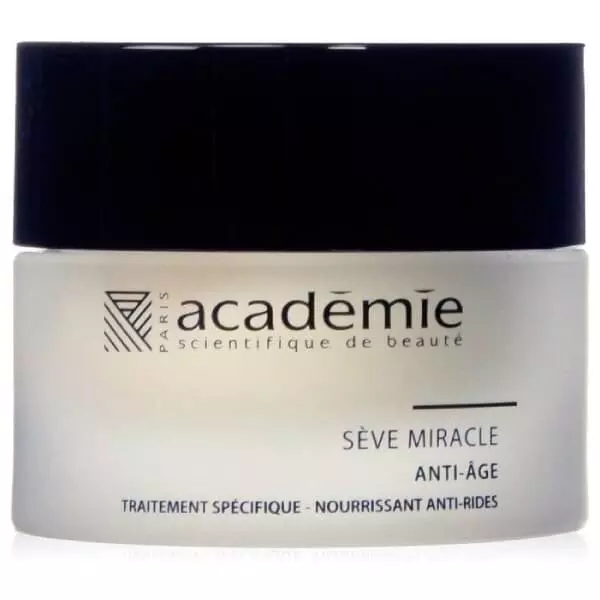 PARIS
académie
scientifique de beauté
SÈVE MIRACLE
ANTI-ÂGE
TRAITEMENT SPÉCIFIQUE - NOURRISSANT ANTI-RIDES